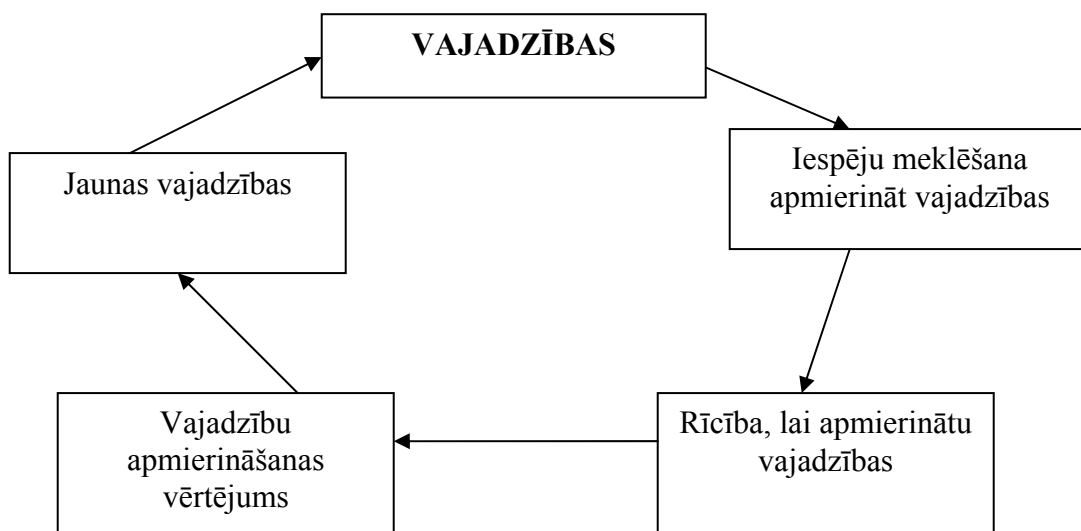 VAJADZĪBAS
Iespēju meklēšana
apmierināt vajadzības
Jaunas vajadzības
Rīcība, lai apmierinātu
vajadzības
Vajadzību
apmierināšanas
vērtējums